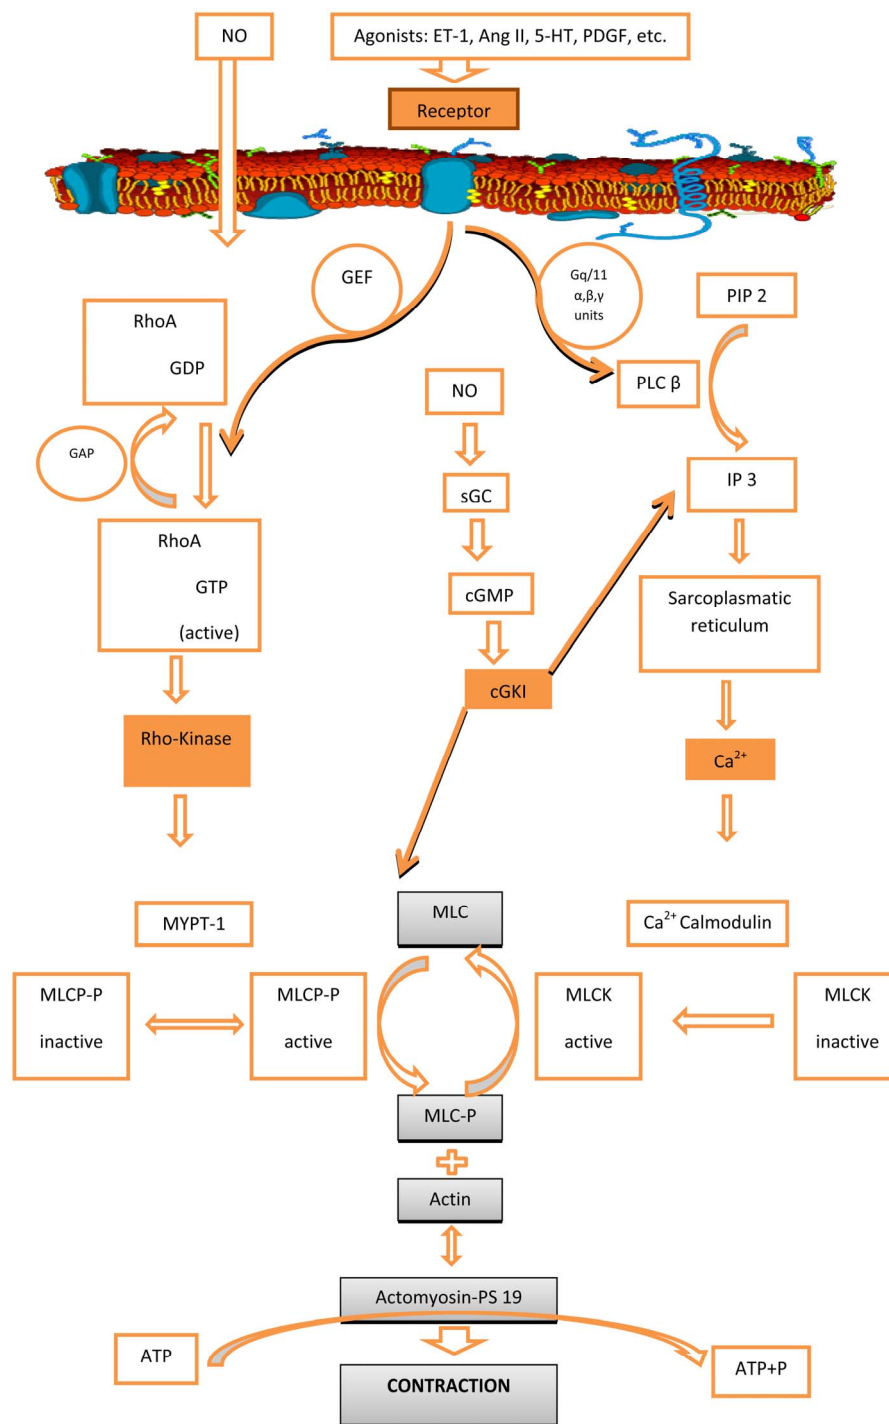 NO
Agonists: ET-1, Ang II, 5-HT, PDGF, etc.
Receptor
GEF
Gq/11
α,β,γ
units
PIP 2
RhoA
GDP
PLC β
NO
GAP
IP 3
sGC
RhoA
GTP
(active)
cGMP
Sarcoplasmatic
reticulum
cGKI
Rho-Kinase
Ca²⁺
MLC
MYPT-1
Ca²⁺ Calmodulin
MLCP-P
inactive
MLCP-P
active
MLCK
active
MLCK
inactive
MLC-P
Actin
Actomyosin-PS 19
ATP
ATP+P
CONTRACTION